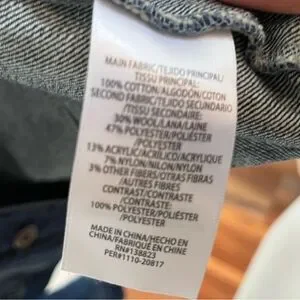 MAIN FABRIC/TEJIDO PRINCIPAL/
TISSU PRINCIPAL:
100% COTTON/ALGODÓN/COTON
SECOND FABRIC/TEJIDO SECUNDARIO
/TISSU SECONDAIRE:
30% WOOL/LANA/LAINE
47% POLYESTER/POLIÉSTER
/POLYESTER
13% ACRYLIC/ACRÍLICO/ACRYLIQUE
7% NYLON/NILON/NYLON
3% OTHER FIBERS/OTRAS FIBRAS
/AUTRES FIBRES
CONTRAST/CONTRASTE
/CONTRASTE:
100% POLYESTER/POLIÉSTER
/POLYESTER
MADE IN CHINA/HECHO EN
CHINA/FABRIQUÉ EN CHINE
RN#138823
PER#1110-20817